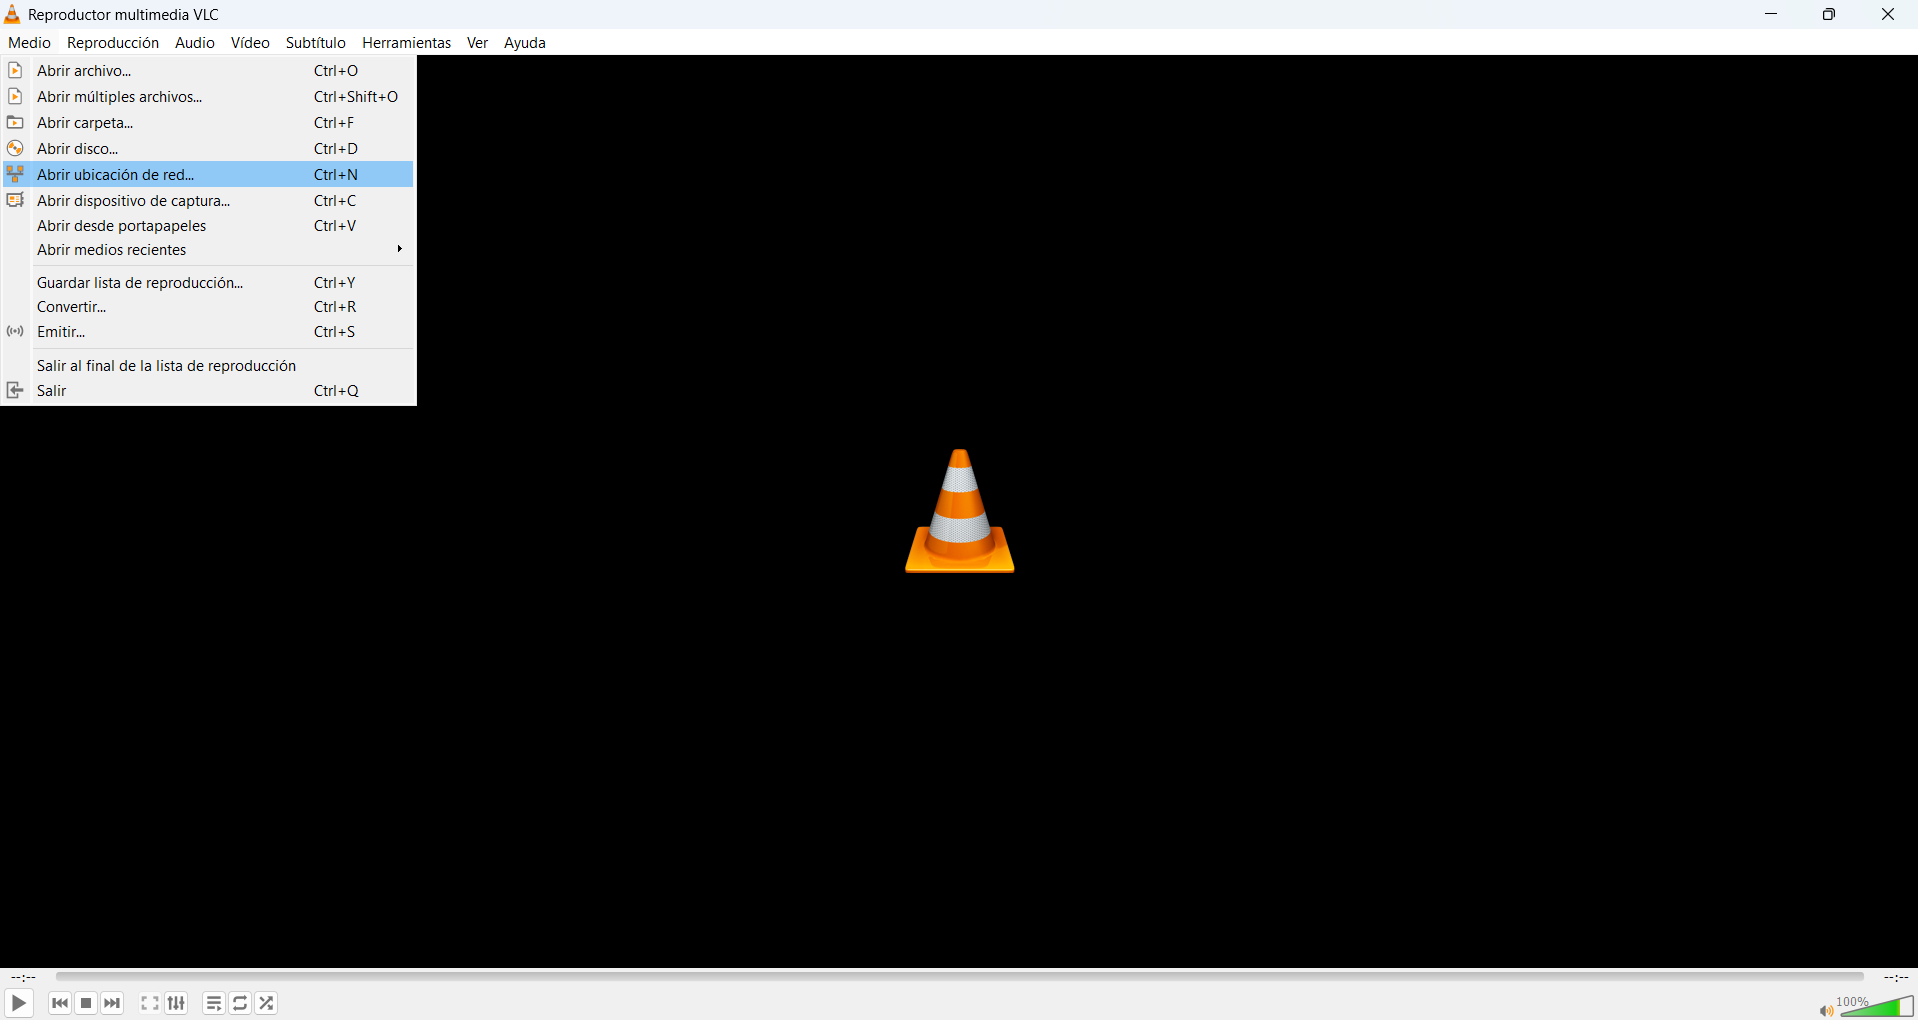 Reproductor multimedia VLC
Medio Reproducción Audio Vídeo Subtítulo Herramientas Ver Ayuda
Abrir archivo... Ctrl+O
Abrir múltiples archivos... Ctrl+Shift+O
Abrir carpeta... Ctrl+F
Abrir disco... Ctrl+D
Abrir ubicación de red... Ctrl+N
Abrir dispositivo de captura... Ctrl+C
Abrir desde portapapeles Ctrl+V
Abrir medios recientes
Guardar lista de reproducción... Ctrl+Y
Convertir... Ctrl+R
Emitir... Ctrl+S
Salir al final de la lista de reproducción
Salir Ctrl+Q
--:-- --:--
100%